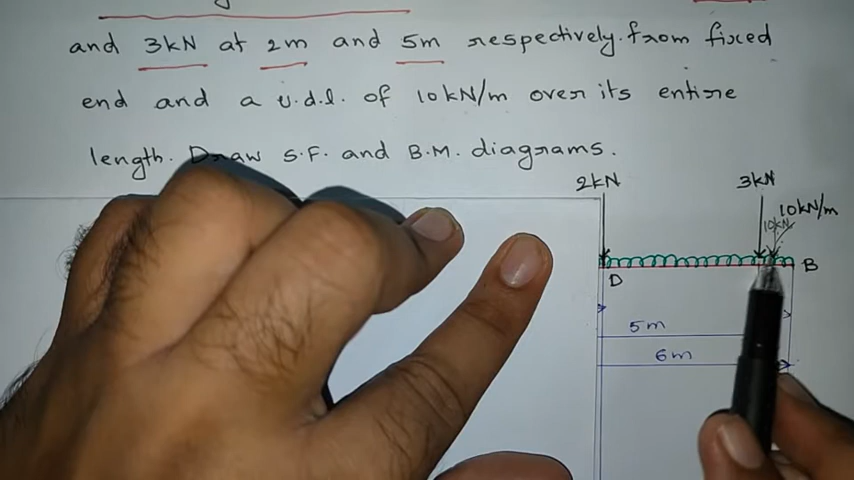 and 3kN at 2m and 5m respectively. from fixed
end and a u.d.l. of 10kN/m over its entire
length. Draw S.F. and B.M. diagrams.
2kN 3kN
10kN/m
10kN
D B
5m
6m